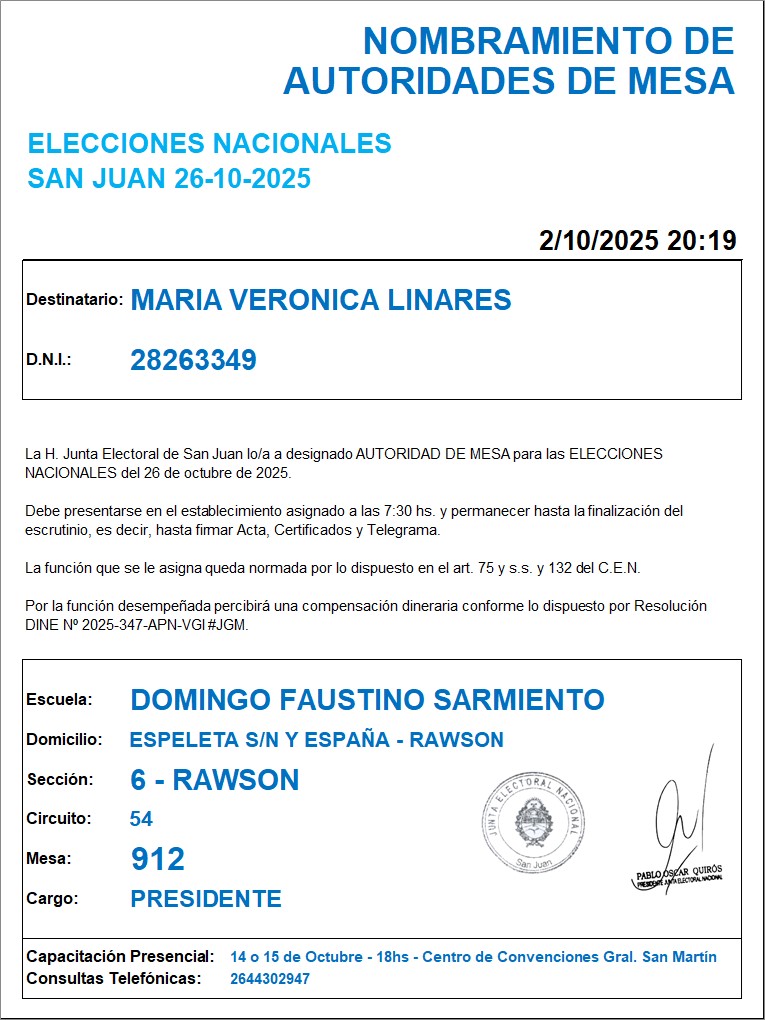 NOMBRAMIENTO DE
AUTORIDADES DE MESA
ELECCIONES NACIONALES
SAN JUAN 26-10-2025
2/10/2025 20:19
Destinatario: MARIA VERONICA LINARES
D.N.I.: 28263349
La H. Junta Electoral de San Juan lo/a a designado AUTORIDAD DE MESA para las ELECCIONES
NACIONALES del 26 de octubre de 2025.
Debe presentarse en el establecimiento asignado a las 7:30 hs. y permanecer hasta la finalización del
escrutinio, es decir, hasta firmar Acta, Certificados y Telegrama.
La función que se le asigna queda normada por lo dispuesto en el art. 75 y s.s. y 132 del C.E.N.
Por la función desempeñada percibirá una compensación dineraria conforme lo dispuesto por Resolución
DINE Nº 2025-347-APN-VGI#JGM.
Escuela: DOMINGO FAUSTINO SARMIENTO
Domicilio: ESPELETA S/N Y ESPAÑA - RAWSON
Sección: 6 - RAWSON
Circuito: 54
Mesa: 912
Cargo: PRESIDENTE
JUNTA ELECTORAL NACIONAL
San Juan
PABLO OSCAR QUIRÓS
PRESIDENTE JUNTA ELECTORAL NACIONAL
Capacitación Presencial: 14 o 15 de Octubre - 18hs - Centro de Convenciones Gral. San Martín
Consultas Telefónicas: 2644302947